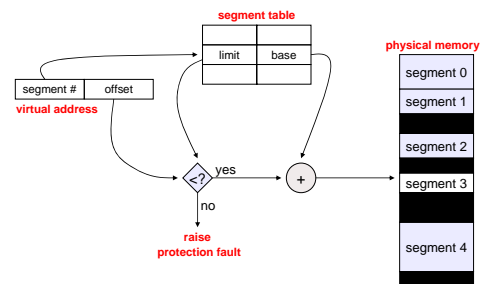 segment table
limit base
segment # offset
virtual address
<?
yes
no
+
raise
protection fault
physical memory
segment 0
segment 1
segment 2
segment 3
segment 4